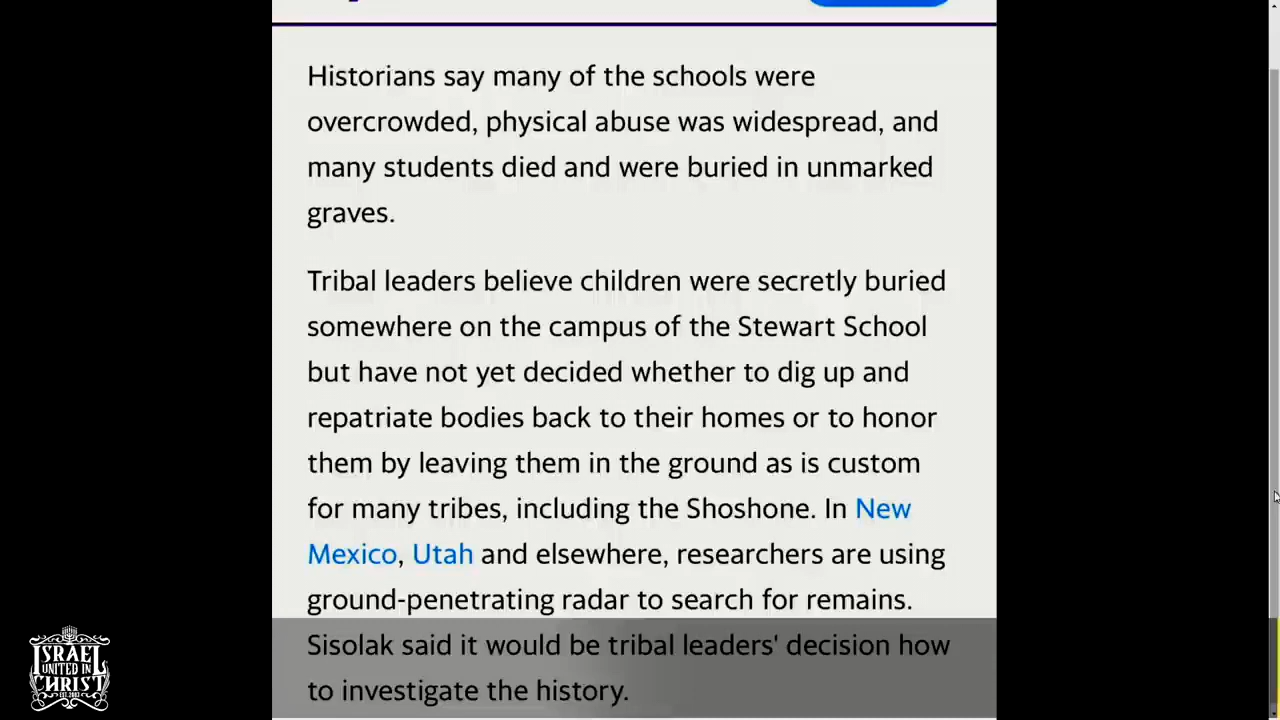 Historians say many of the schools were
overcrowded, physical abuse was widespread, and
many students died and were buried in unmarked
graves.
Tribal leaders believe children were secretly buried
somewhere on the campus of the Stewart School
but have not yet decided whether to dig up and
repatriate bodies back to their homes or to honor
them by leaving them in the ground as is custom
for many tribes, including the Shoshone. In New
Mexico, Utah and elsewhere, researchers are using
ground-penetrating radar to search for remains.
Sisolak said it would be tribal leaders' decision how
to investigate the history.
ISRAEL
UNITED IN
CHRIST
EST. 2003